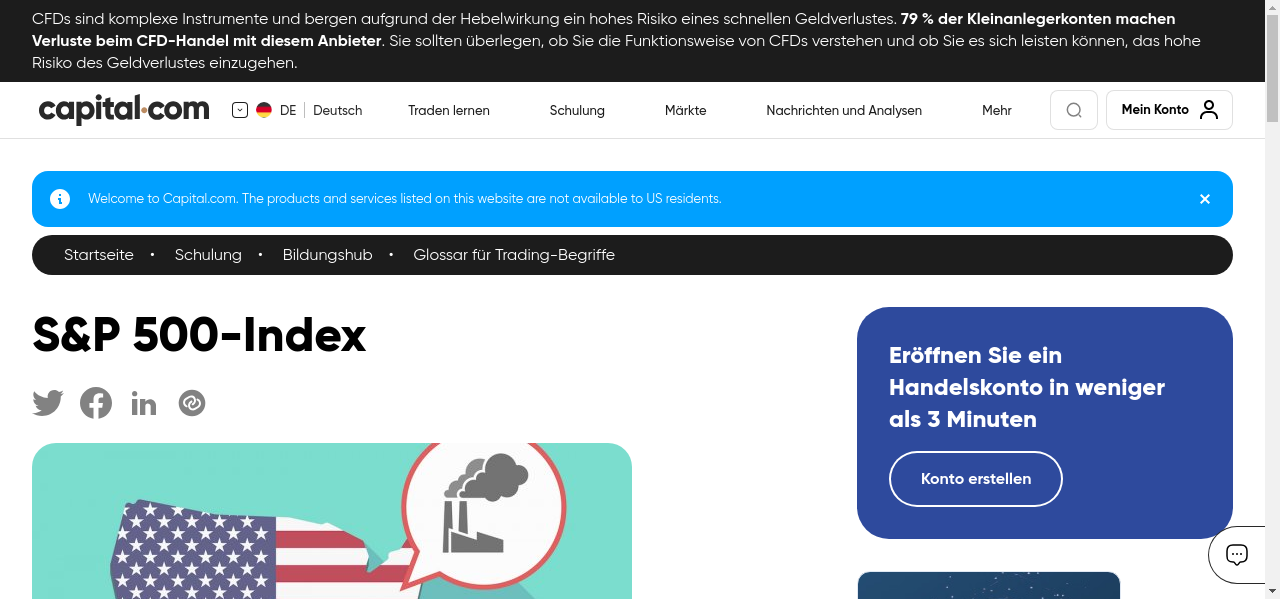 CFDs sind komplexe Instrumente und bergen aufgrund der Hebelwirkung ein hohes Risiko eines schnellen Geldverlustes. 79 % der Kleinanlegerkonten machen
Verluste beim CFD-Handel mit diesem Anbieter. Sie sollten überlegen, ob Sie die Funktionsweise von CFDs verstehen und ob Sie es sich leisten können, das hohe
Risiko des Geldverlustes einzugehen.
capital.com DE Deutsch Traden lernen Schulung Märkte Nachrichten und Analysen Mehr Mein Konto
Welcome to Capital.com. The products and services listed on this website are not available to US residents.
Startseite • Schulung • Bildungshub • Glossar für Trading-Begriffe
S&P 500-Index
Eröffnen Sie ein
Handelskonto in weniger
als 3 Minuten
Konto erstellen